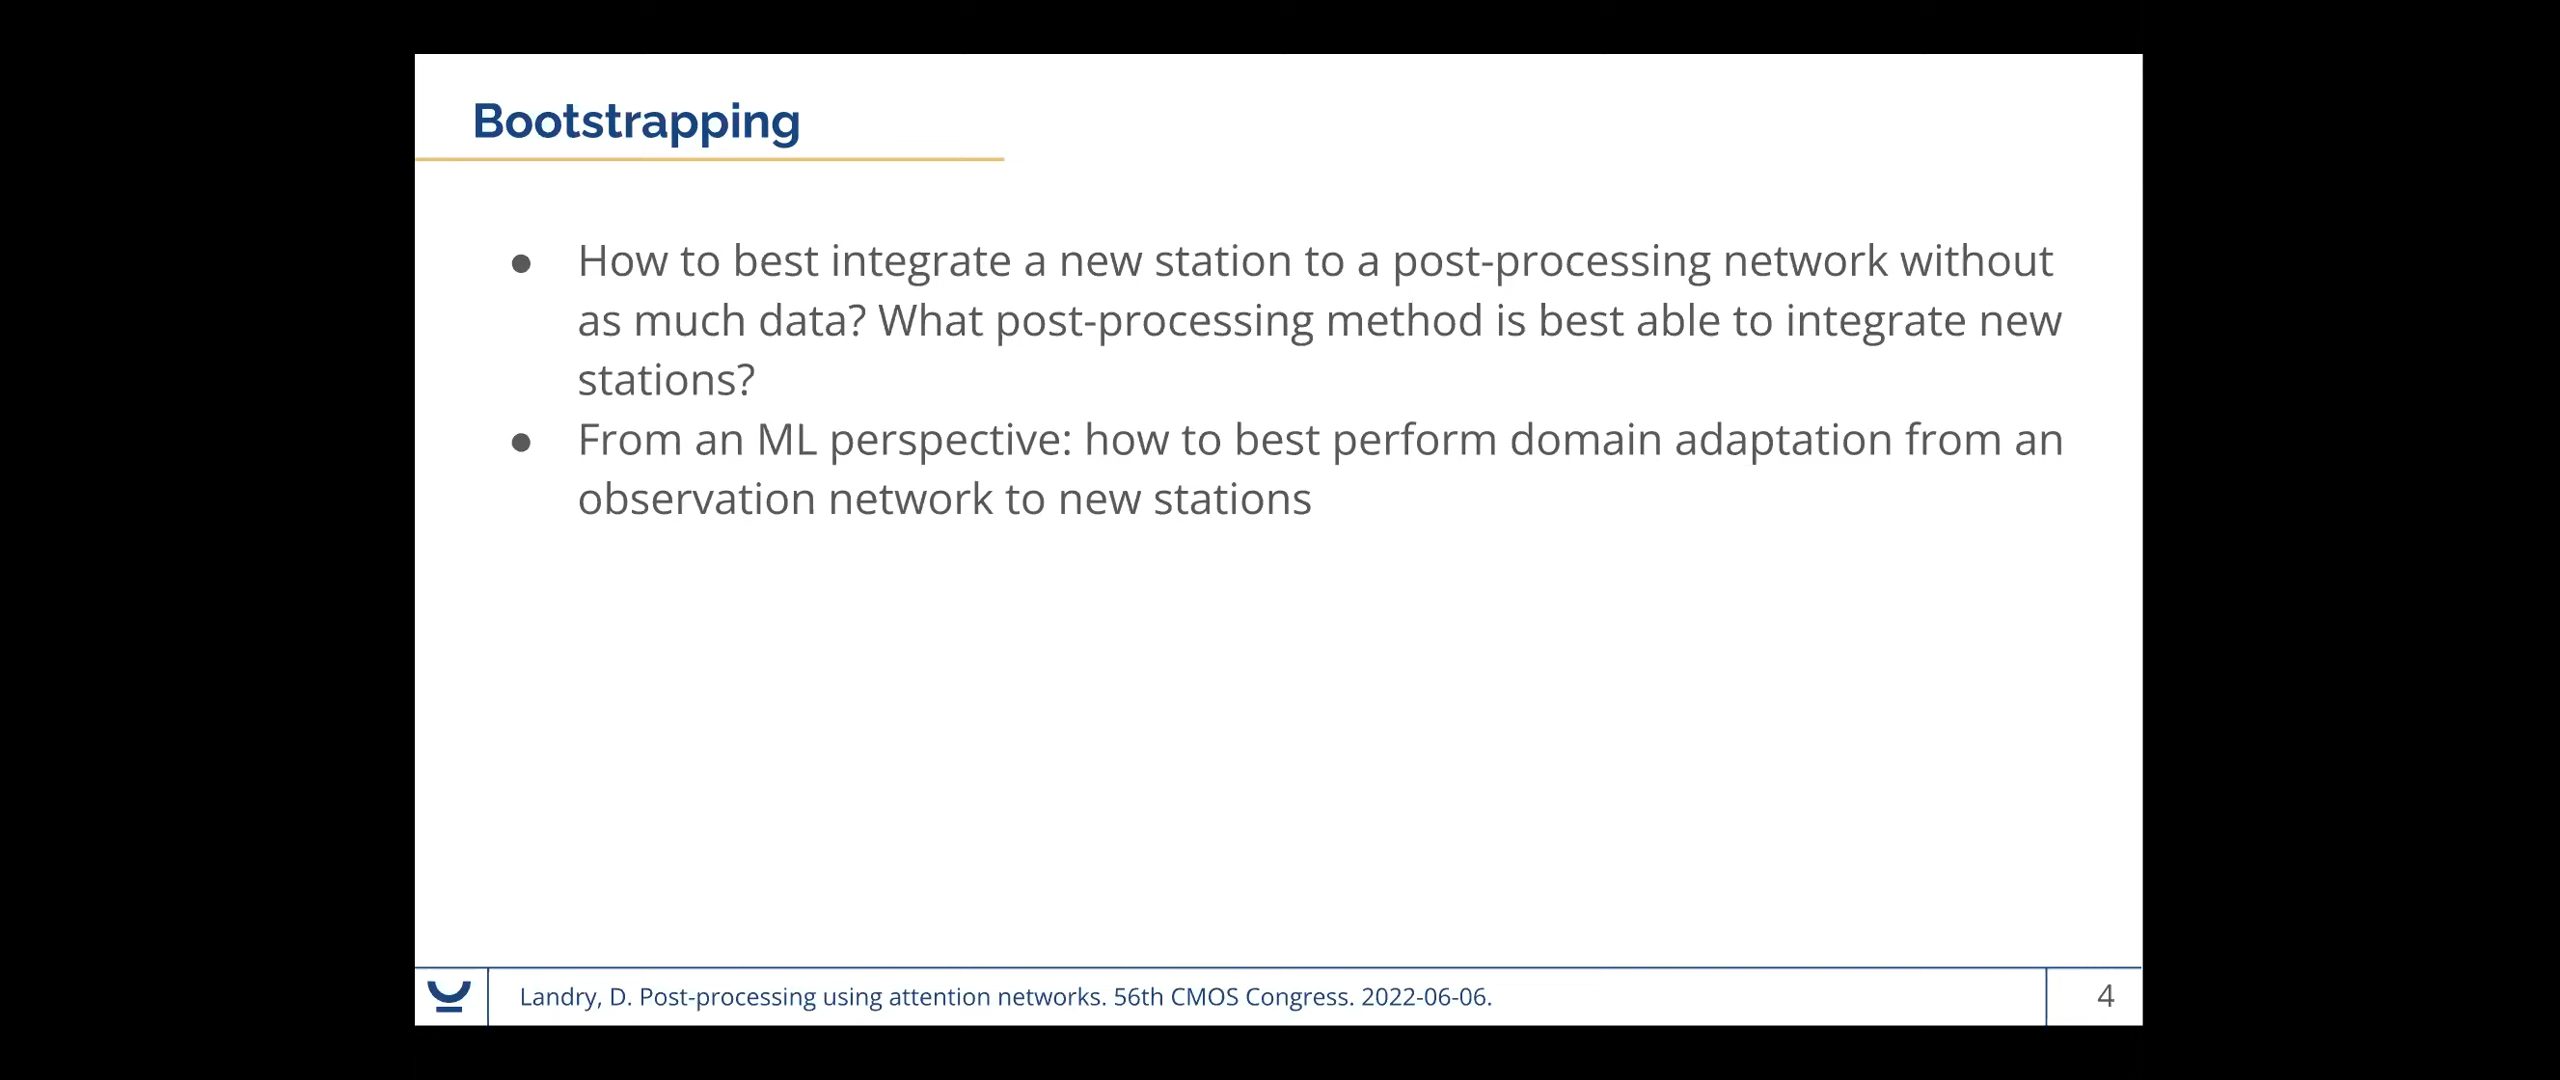 Bootstrapping
● How to best integrate a new station to a post-processing network without
as much data? What post-processing method is best able to integrate new
stations?
● From an ML perspective: how to best perform domain adaptation from an
observation network to new stations
Landry, D. Post-processing using attention networks. 56th CMOS Congress. 2022-06-06.
4